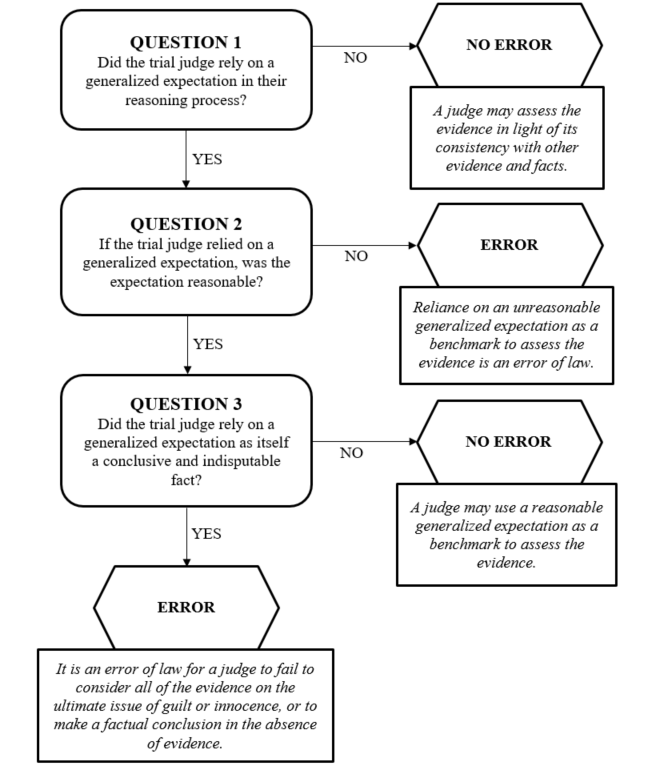 QUESTION 1
Did the trial judge rely on a
generalized expectation in their
reasoning process?
NO
NO ERROR
A judge may assess the
evidence in light of its
consistency with other
evidence and facts.
YES
QUESTION 2
If the trial judge relied on a
generalized expectation, was the
expectation reasonable?
NO
ERROR
Reliance on an unreasonable
generalized expectation as a
benchmark to assess the
evidence is an error of law.
YES
QUESTION 3
Did the trial judge rely on a
generalized expectation as itself
a conclusive and indisputable
fact?
NO
NO ERROR
A judge may use a reasonable
generalized expectation as a
benchmark to assess the
evidence.
YES
ERROR
It is an error of law for a judge to fail to
consider all of the evidence on the
ultimate issue of guilt or innocence, or to
make a factual conclusion in the absence
of evidence.